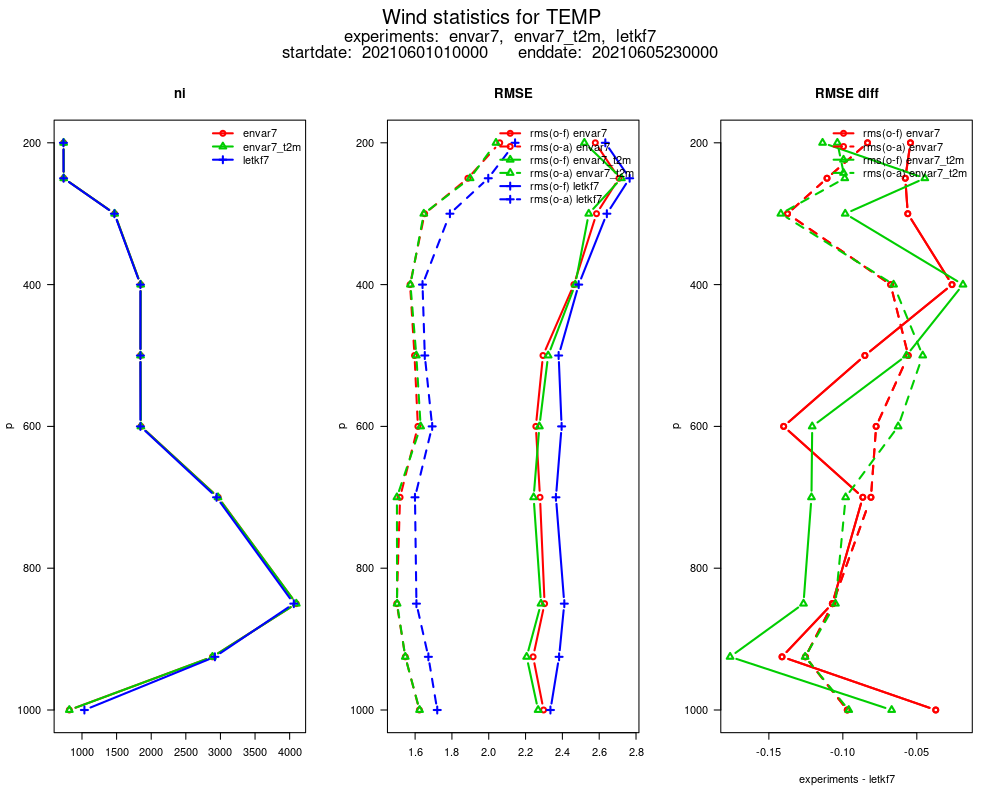 Wind statistics for TEMP
experiments: envar7, envar7_t2m, letkf7
startdate: 20210601010000 enddate: 20210605230000
ni
RMSE
RMSE diff
envar7
envar7_t2m
letkf7
rms(o-f) envar7
rms(o-a) envar7
rms(o-f) envar7_t2m
rms(o-a) envar7_t2m
rms(o-f) letkf7
rms(o-a) letkf7
rms(o-f) envar7
rms(o-a) envar7
rms(o-f) envar7_t2m
rms(o-a) envar7_t2m
p
200
400
600
800
1000
1000 1500 2000 2500 3000 3500 4000
p
200
400
600
800
1000
1.6 1.8 2.0 2.2 2.4 2.6 2.8
p
200
400
600
800
1000
-0.15 -0.10 -0.05
experiments - letkf7